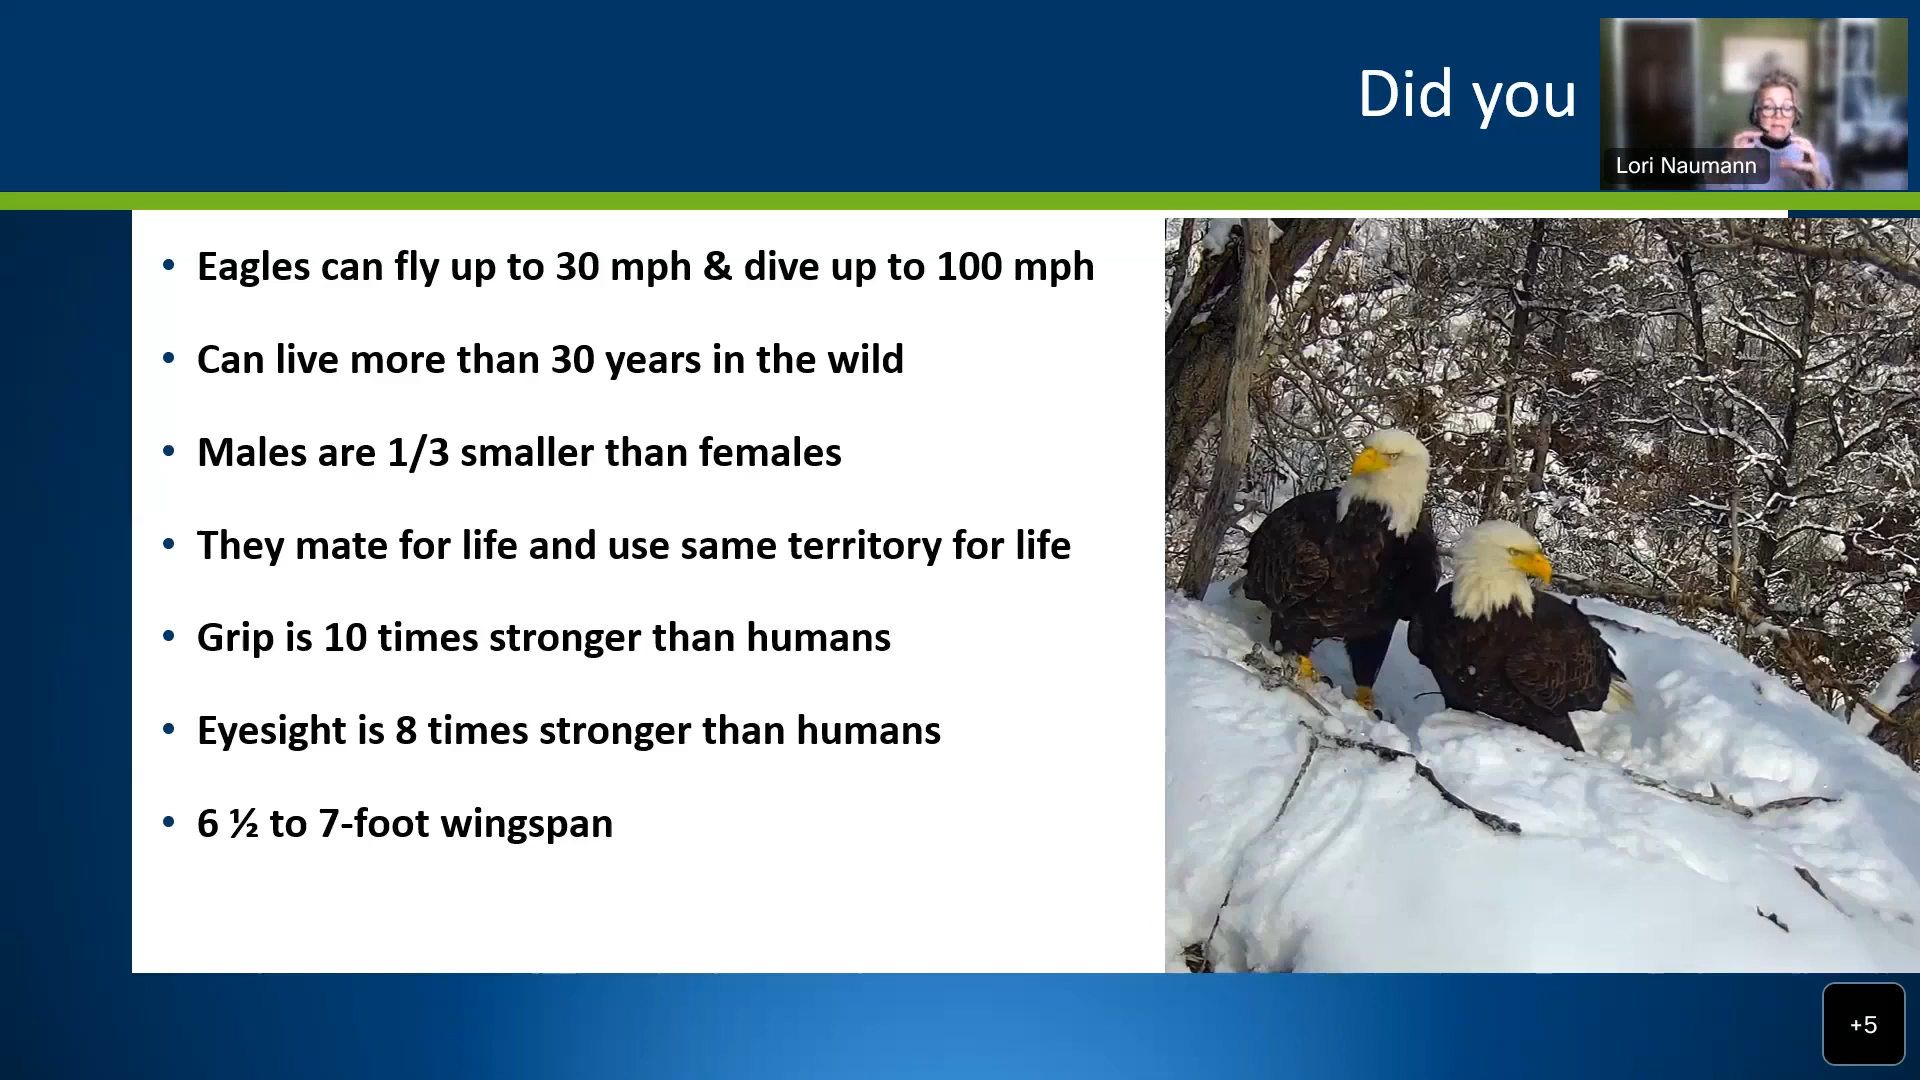 Did you
Lori Naumann
• Eagles can fly up to 30 mph & dive up to 100 mph
• Can live more than 30 years in the wild
• Males are 1/3 smaller than females
• They mate for life and use same territory for life
• Grip is 10 times stronger than humans
• Eyesight is 8 times stronger than humans
• 6 ½ to 7-foot wingspan
+5